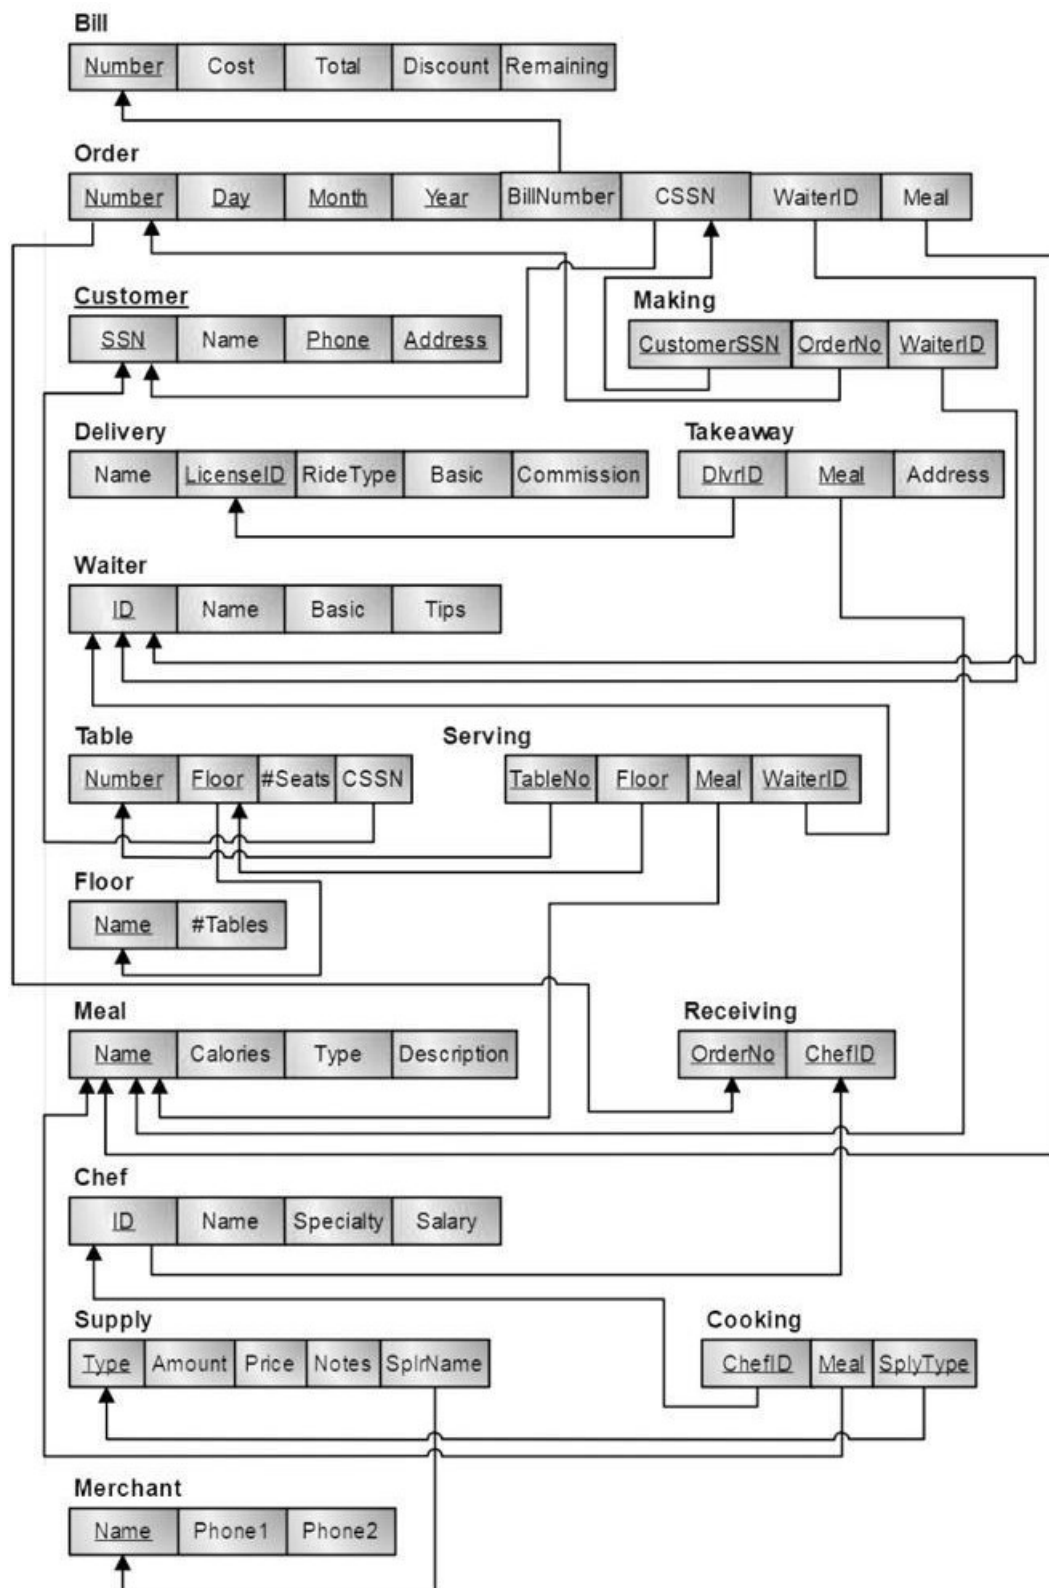 Bill
Number Cost Total Discount Remaining
Order
Number Day Month Year BillNumber CSSN WaiterID Meal
Customer
SSN Name Phone Address
Making
CustomerSSN OrderNo WaiterID
Delivery
Name LicenseID RideType Basic Commission
Takeaway
DlvrID Meal Address
Waiter
ID Name Basic Tips
Table
Number Floor #Seats CSSN
Serving
TableNo Floor Meal WaiterID
Floor
Name #Tables
Meal
Name Calories Type Description
Receiving
OrderNo ChefID
Chef
ID Name Specialty Salary
Supply
Type Amount Price Notes SplrName
Cooking
ChefID Meal SplyType
Merchant
Name Phone1 Phone2